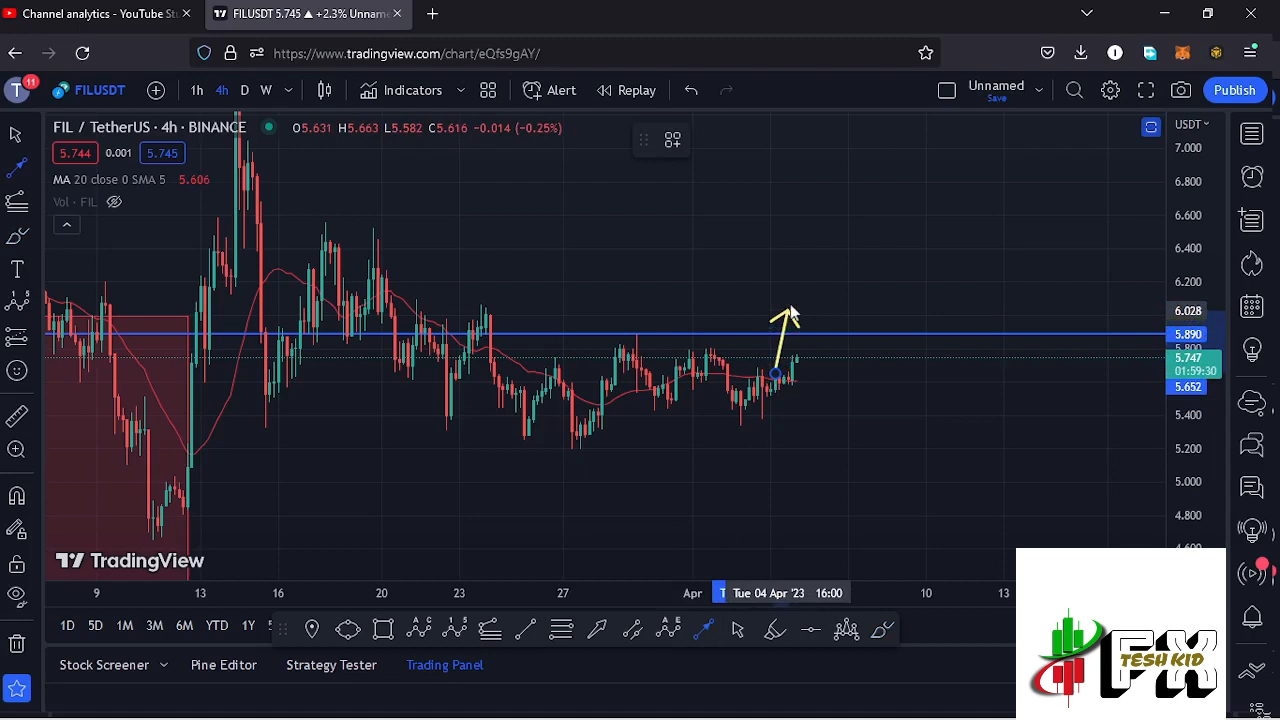 Channel analytics - YouTube St
FILUSDT 5.745 ▲ +2.3% Unname
https://www.tradingview.com/chart/eQfs9gAY/
T 11 FILUSDT 1h 4h D W Indicators Alert Replay Unnamed Save Publish
FIL / TetherUS · 4h · BINANCE O5.631 H5.663 L5.582 C5.616 -0.014 (-0.25%) USDT
5.744 0.001 5.745
MA 20 close 0 SMA 5 5.606
Vol · FIL
7.000
6.800
6.600
6.400
6.200
6.028
5.890
5.800
5.747
01:59:30
5.652
5.400
5.200
5.000
4.800
4.600
TradingView
9 13 16 20 23 27 Apr T Tue 04 Apr '23 16:00 10 13
1D 5D 1M 3M 6M YTD 1Y
Stock Screener Pine Editor Strategy Tester Trading Panel
FX
TESH KID